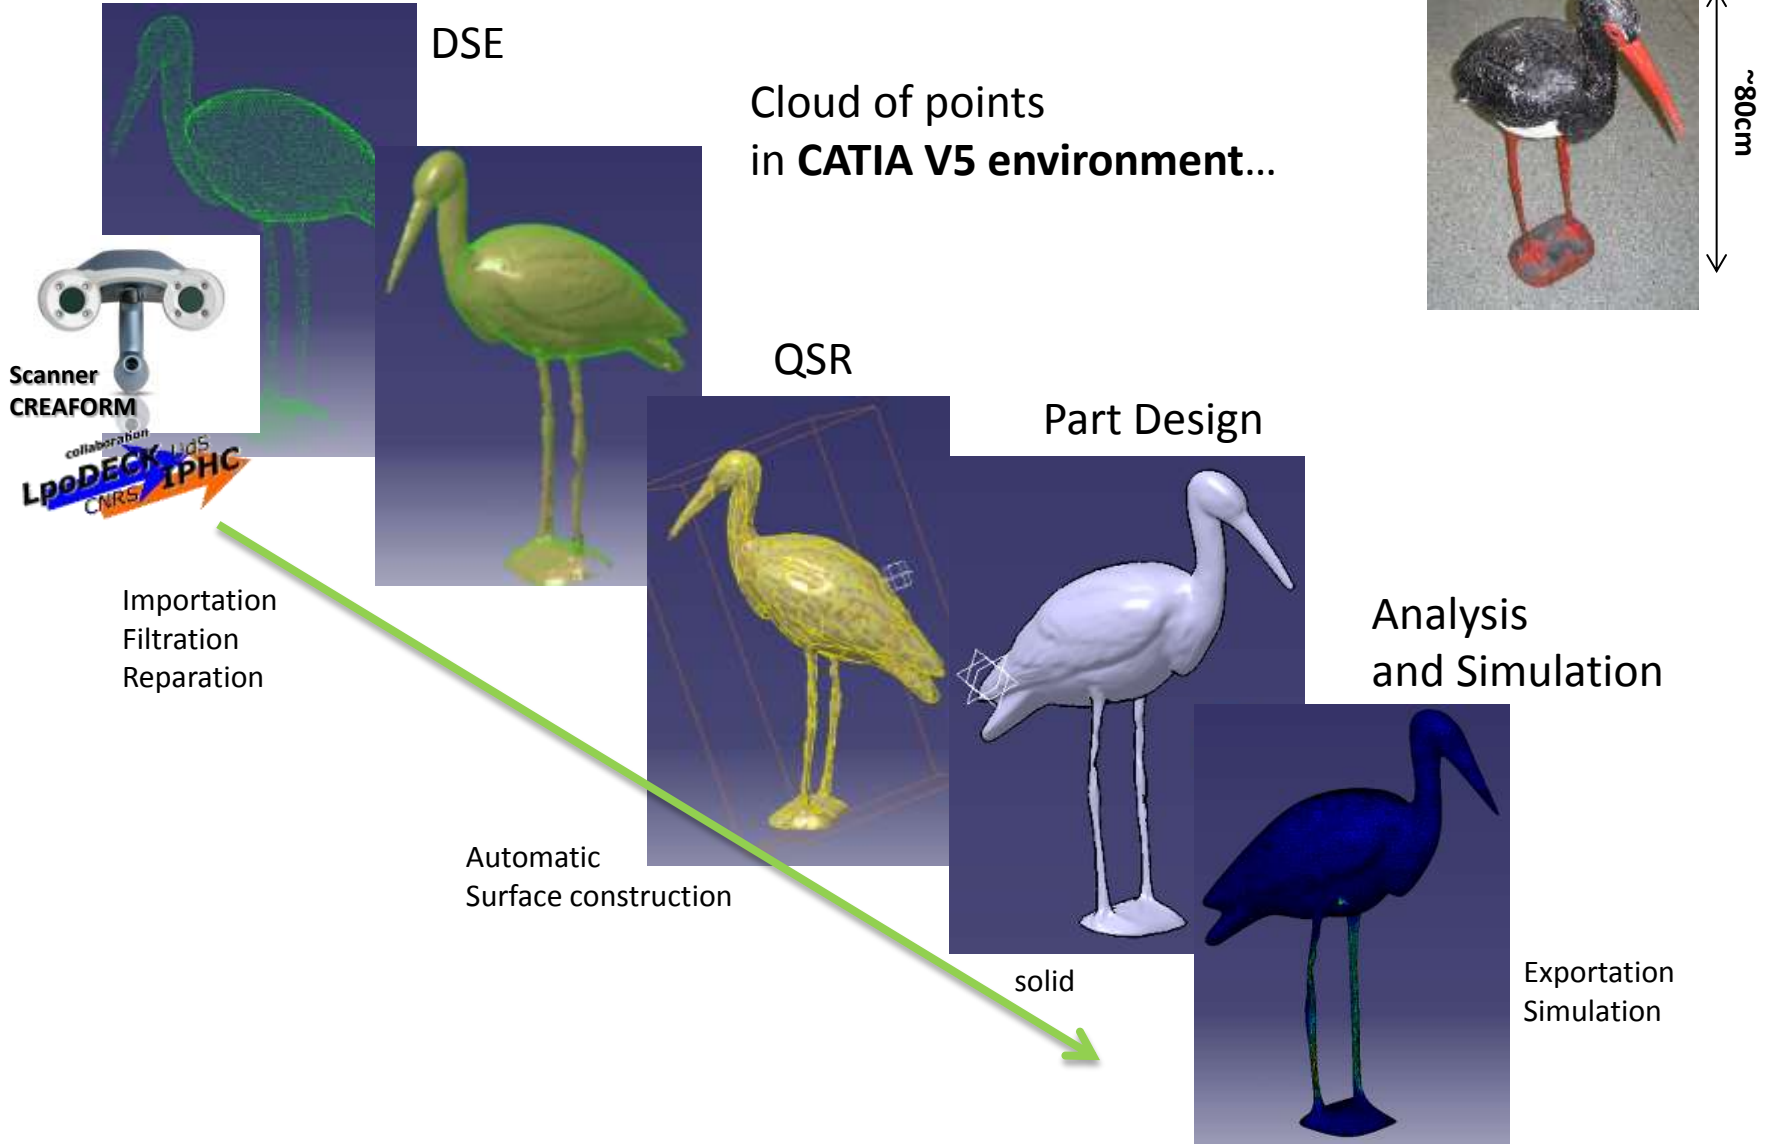 DSE
Cloud of points
in CATIA V5 environment...
~80cm
Scanner
CREAFORM
collaboration
LpoDECK UdS
CNRS IPHC
QSR
Part Design
Importation
Filtration
Reparation
Analysis
and Simulation
Automatic
Surface construction
solid
Exportation
Simulation